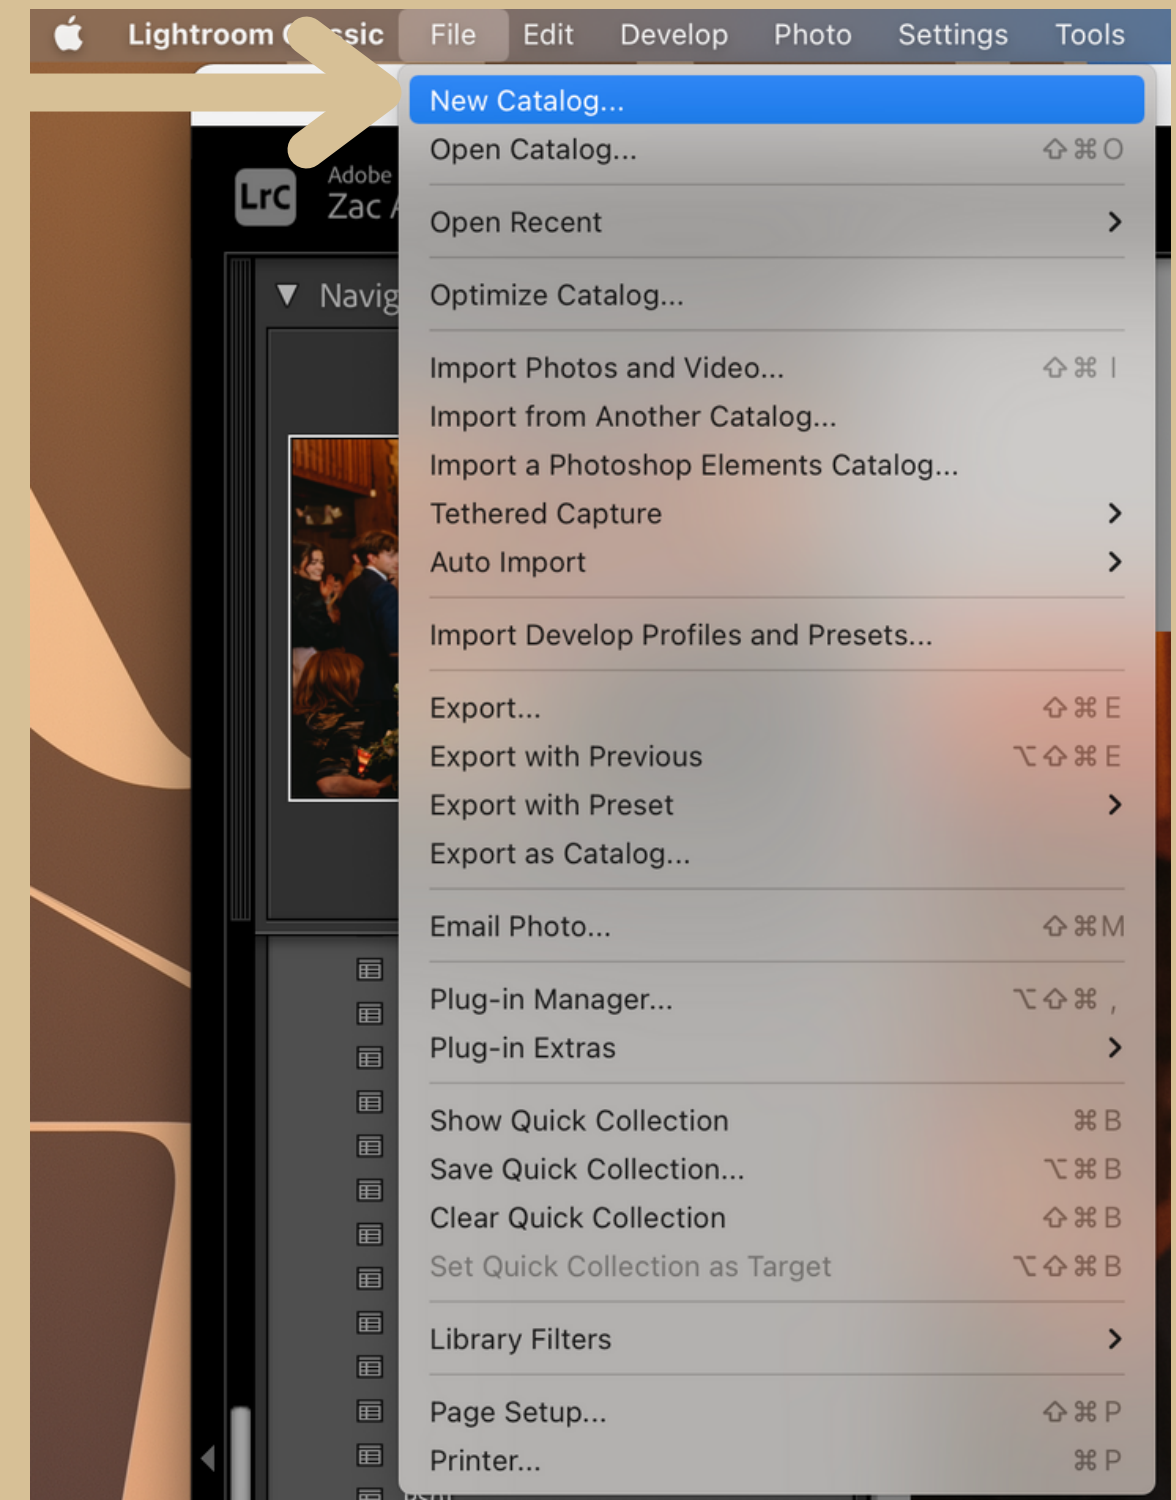 Lightroom Classic File Edit Develop Photo Settings Tools
New Catalog...
Open Catalog... ⇧⌘O
LrC Adobe
Zac
Open Recent
Navig
Optimize Catalog...
Import Photos and Video... ⇧⌘I
Import from Another Catalog...
Import a Photoshop Elements Catalog...
Tethered Capture
Auto Import
Import Develop Profiles and Presets...
Export... ⇧⌘E
Export with Previous ⌥⇧⌘E
Export with Preset
Export as Catalog...
Email Photo... ⇧⌘M
Plug-in Manager... ⌥⇧⌘,
Plug-in Extras
Show Quick Collection ⌘B
Save Quick Collection... ⌥⌘B
Clear Quick Collection ⇧⌘B
Set Quick Collection as Target ⌥⇧⌘B
Library Filters
Page Setup... ⇧⌘P
Printer... ⌘P